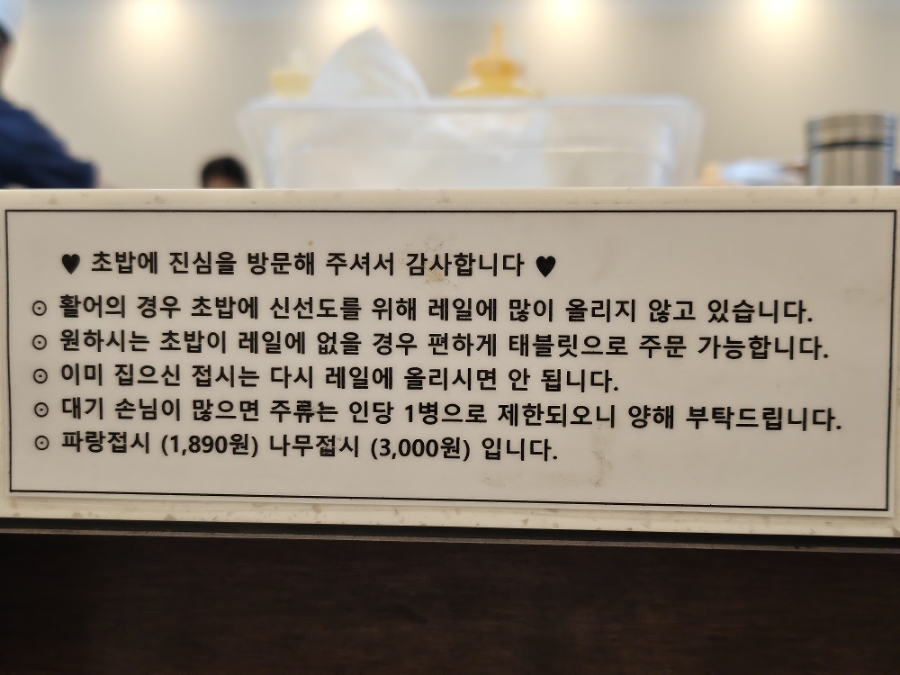 ♥ 초밥에 진심을 방문해 주셔서 감사합니다 ♥
⊙ 활어의 경우 초밥에 신선도를 위해 레일에 많이 올리지 않고 있습니다.
⊙ 원하시는 초밥이 레일에 없을 경우 편하게 태블릿으로 주문 가능합니다.
⊙ 이미 집으신 접시는 다시 레일에 올리시면 안 됩니다.
⊙ 대기 손님이 많으면 주류는 인당 1병으로 제한되오니 양해 부탁드립니다.
⊙ 파랑접시 (1,890원) 나무접시 (3,000원) 입니다.